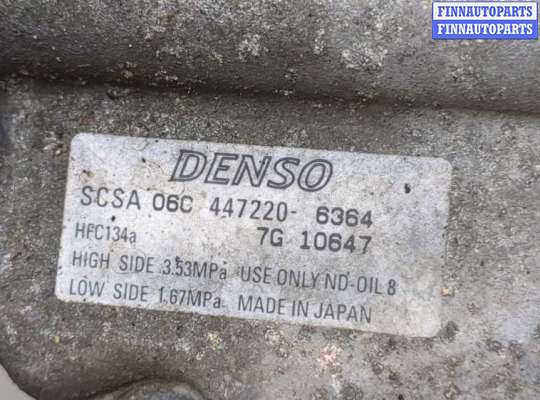 FINNAUTOPARTS
FINNAUTOPARTS
DENSO
SCSA 06C 447220- 6364
HFC134a 7G 10647
HIGH SIDE 3.53MPa USE ONLY ND-OIL 8
LOW SIDE 1.67MPa MADE IN JAPAN